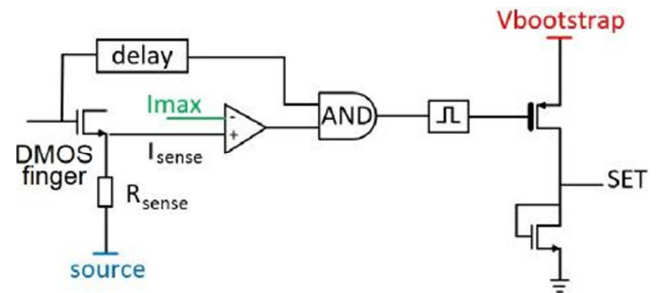 Vbootstrap
delay
Imax
-
+
AND
DMOS
finger
Isense
Rsense
SET
source